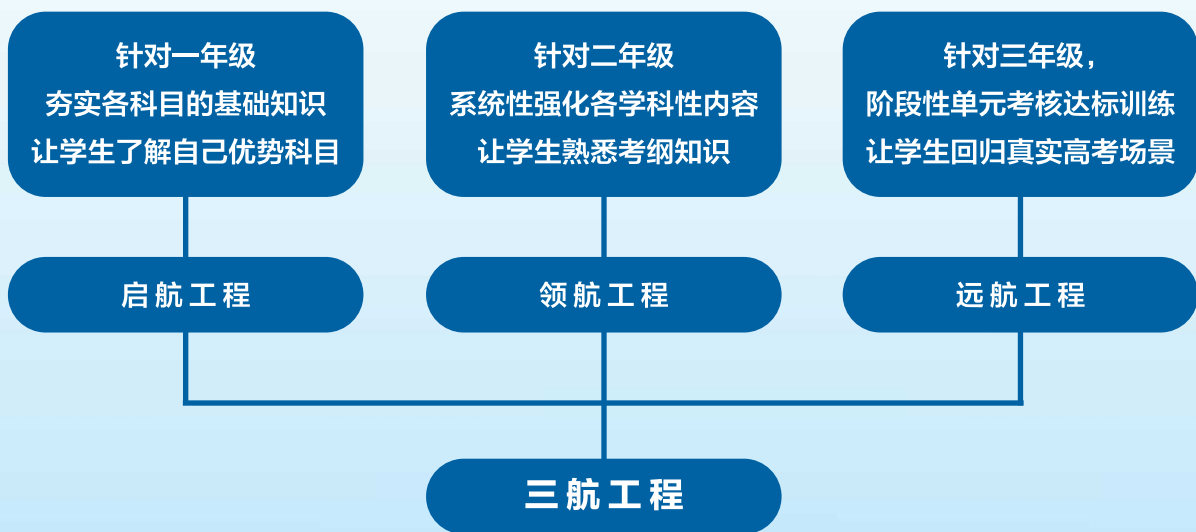 针对一年级
夯实各科目的基础知识
让学生了解自己优势科目
针对二年级
系统性强化各学科性内容
让学生熟悉考纲知识
针对三年级，
阶段性单元考核达标训练
让学生回归真实高考场景
启航工程
领航工程
远航工程
三航工程